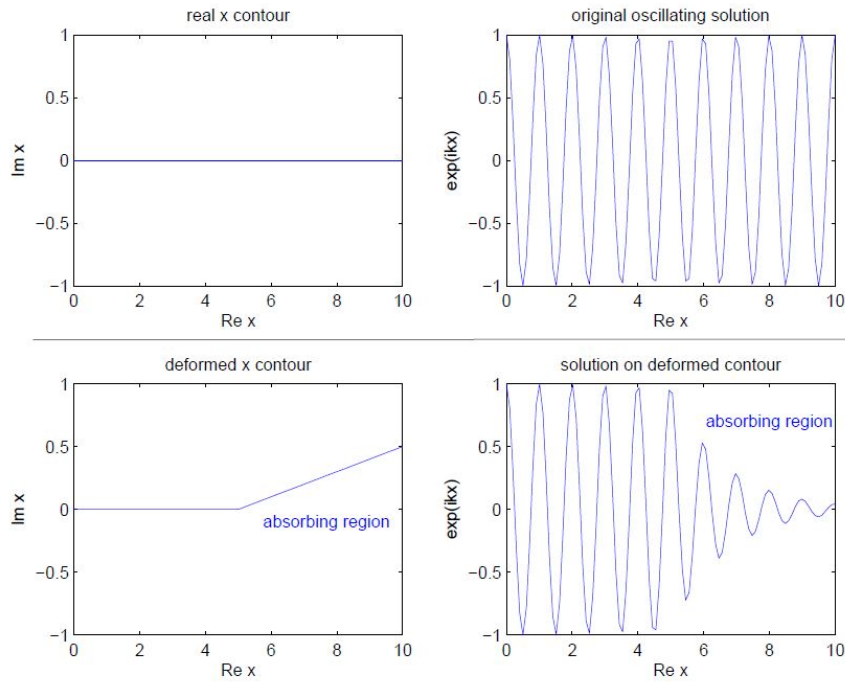 real x contour
1
0.5
0
−0.5
−1
Im x
0 2 4 6 8 10
Re x
original oscillating solution
1
0.5
0
−0.5
−1
exp(ikx)
0 2 4 6 8 10
Re x
deformed x contour
1
0.5
0
−0.5
−1
Im x
absorbing region
0 2 4 6 8 10
Re x
solution on deformed contour
1
0.5
0
−0.5
−1
exp(ikx)
absorbing region
0 2 4 6 8 10
Re x